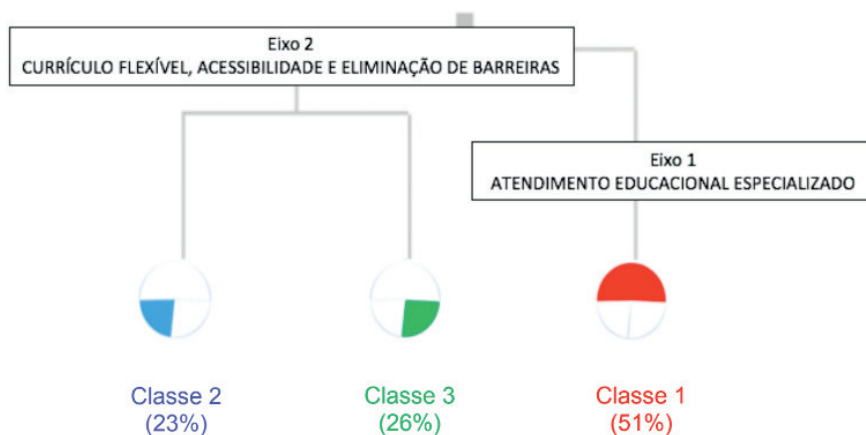 Eixo 2
CURRÍCULO FLEXÍVEL, ACESSIBILIDADE E ELIMINAÇÃO DE BARREIRAS
Eixo 1
ATENDIMENTO EDUCACIONAL ESPECIALIZADO
Classe 2
(23%)
Classe 3
(26%)
Classe 1
(51%)